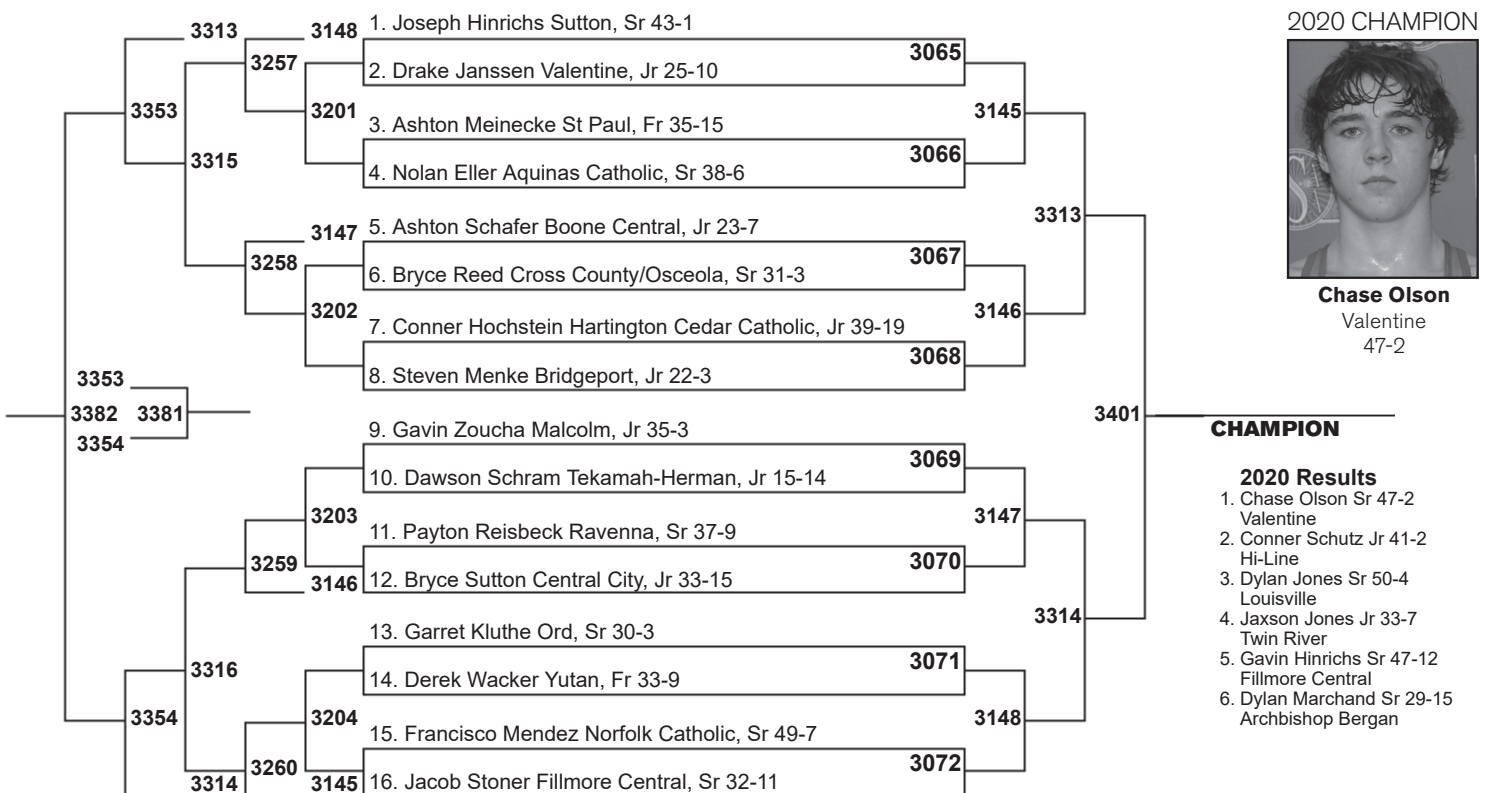 3313
3148
1. Joseph Hinrichs Sutton, Sr 43-1
3065
3257
2. Drake Janssen Valentine, Jr 25-10
3353
3201
3145
3. Ashton Meinecke St Paul, Fr 35-15
3066
3315
4. Nolan Eller Aquinas Catholic, Sr 38-6
3313
3147
5. Ashton Schafer Boone Central, Jr 23-7
3067
3258
6. Bryce Reed Cross County/Osceola, Sr 31-3
3202
3146
7. Conner Hochstein Hartington Cedar Catholic, Jr 39-19
3068
8. Steven Menke Bridgeport, Jr 22-3
3353
3382
3381
3354
3401
9. Gavin Zoucha Malcolm, Jr 35-3
3069
10. Dawson Schram Tekamah-Herman, Jr 15-14
3203
3147
11. Payton Reisbeck Ravenna, Sr 37-9
3070
3259
3146
12. Bryce Sutton Central City, Jr 33-15
3314
13. Garret Kluthe Ord, Sr 30-3
3071
3316
14. Derek Wacker Yutan, Fr 33-9
3354
3204
3148
15. Francisco Mendez Norfolk Catholic, Sr 49-7
3072
3260
3314
3145
16. Jacob Stoner Fillmore Central, Sr 32-11
2020 CHAMPION
Chase Olson
Valentine
47-2
CHAMPION
2020 Results
1. Chase Olson Sr 47-2
Valentine
2. Conner Schutz Jr 41-2
Hi-Line
3. Dylan Jones Sr 50-4
Louisville
4. Jaxson Jones Jr 33-7
Twin River
5. Gavin Hinrichs Sr 47-12
Fillmore Central
6. Dylan Marchand Sr 29-15
Archbishop Bergan